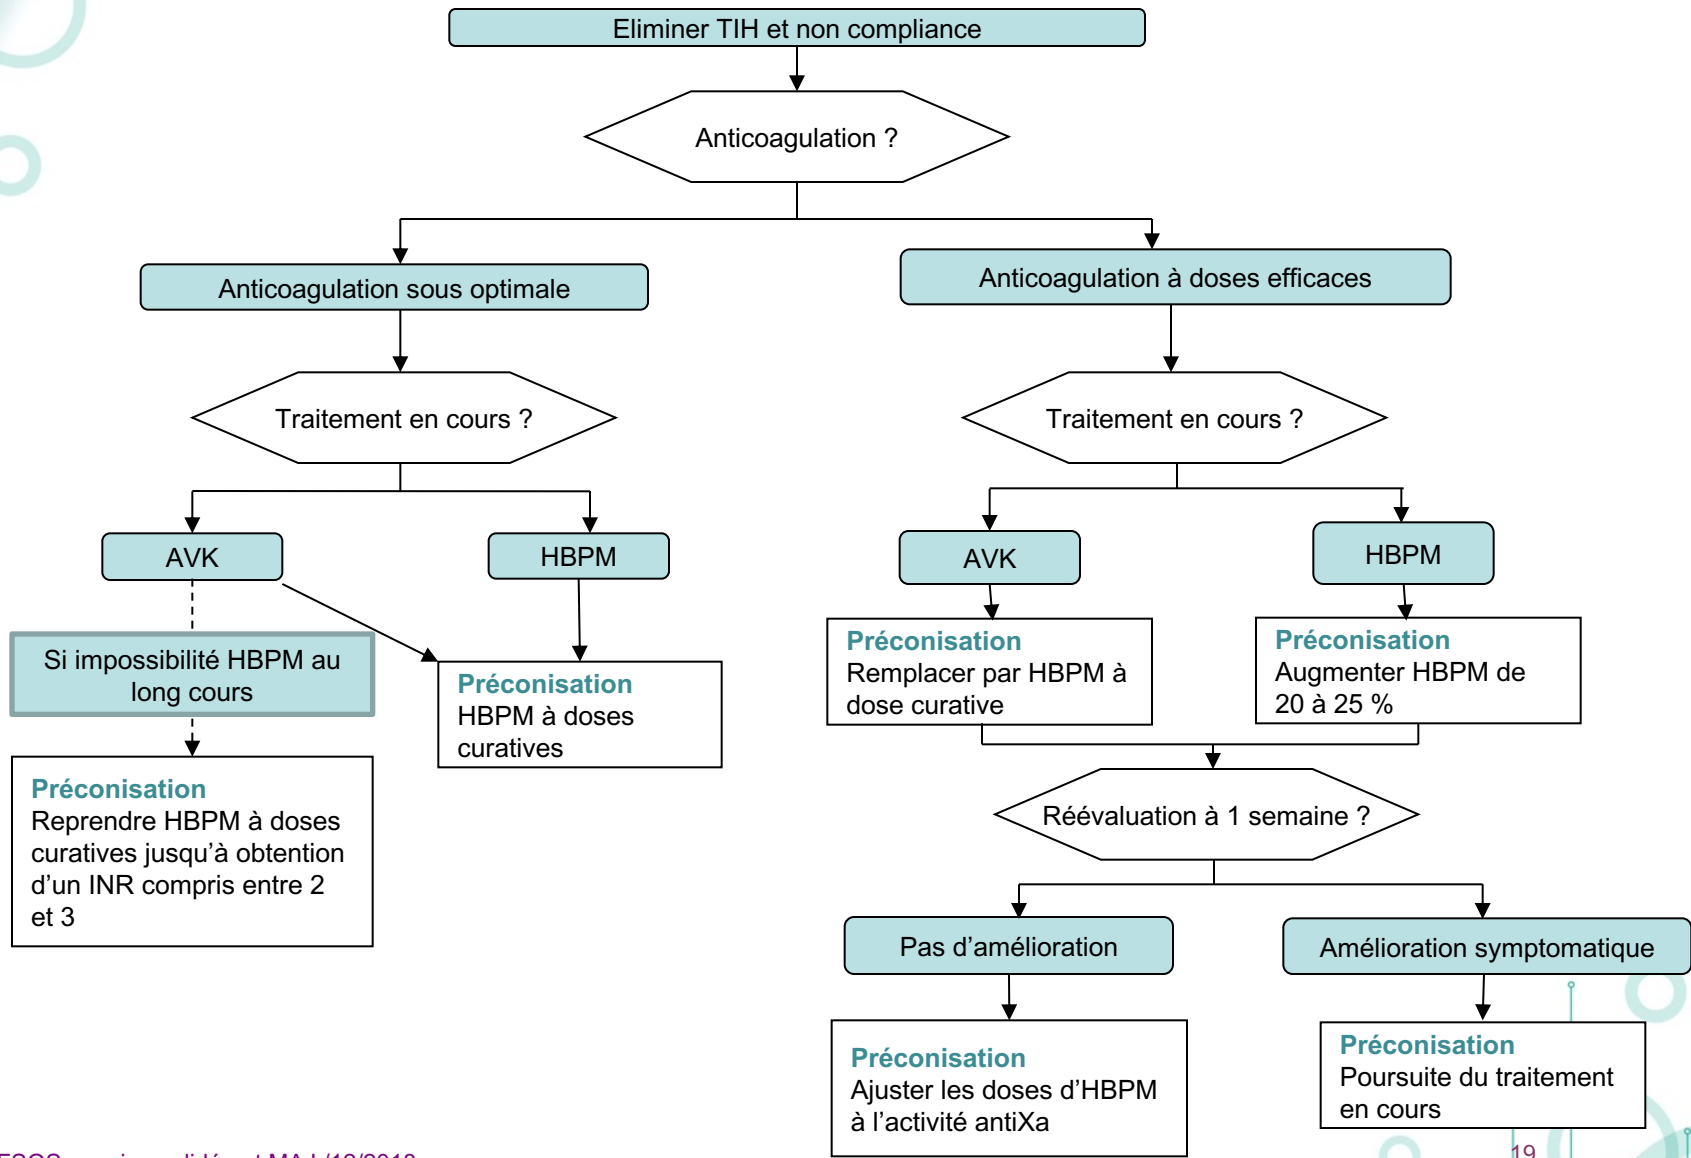 Eliminer TIH et non compliance
Anticoagulation ?
Anticoagulation sous optimale
Anticoagulation à doses efficaces
Traitement en cours ?
Traitement en cours ?
AVK
HBPM
AVK
HBPM
Si impossibilité HBPM au
long cours
Préconisation
HBPM à doses
curatives
Préconisation
Remplacer par HBPM à
dose curative
Préconisation
Augmenter HBPM de
20 à 25 %
Préconisation
Reprendre HBPM à doses
curatives jusqu’à obtention
d’un INR compris entre 2
et 3
Réévaluation à 1 semaine ?
Pas d’amélioration
Amélioration symptomatique
Préconisation
Ajuster les doses d’HBPM
à l’activité antiXa
Préconisation
Poursuite du traitement
en cours
19